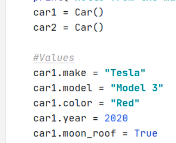 car1 = Car()
car2 = Car()
#Values
car1.make = "Tesla"
car1.model = "Model 3"
car1.color = "Red"
car1.year = 2020
car1.moon_roof = True